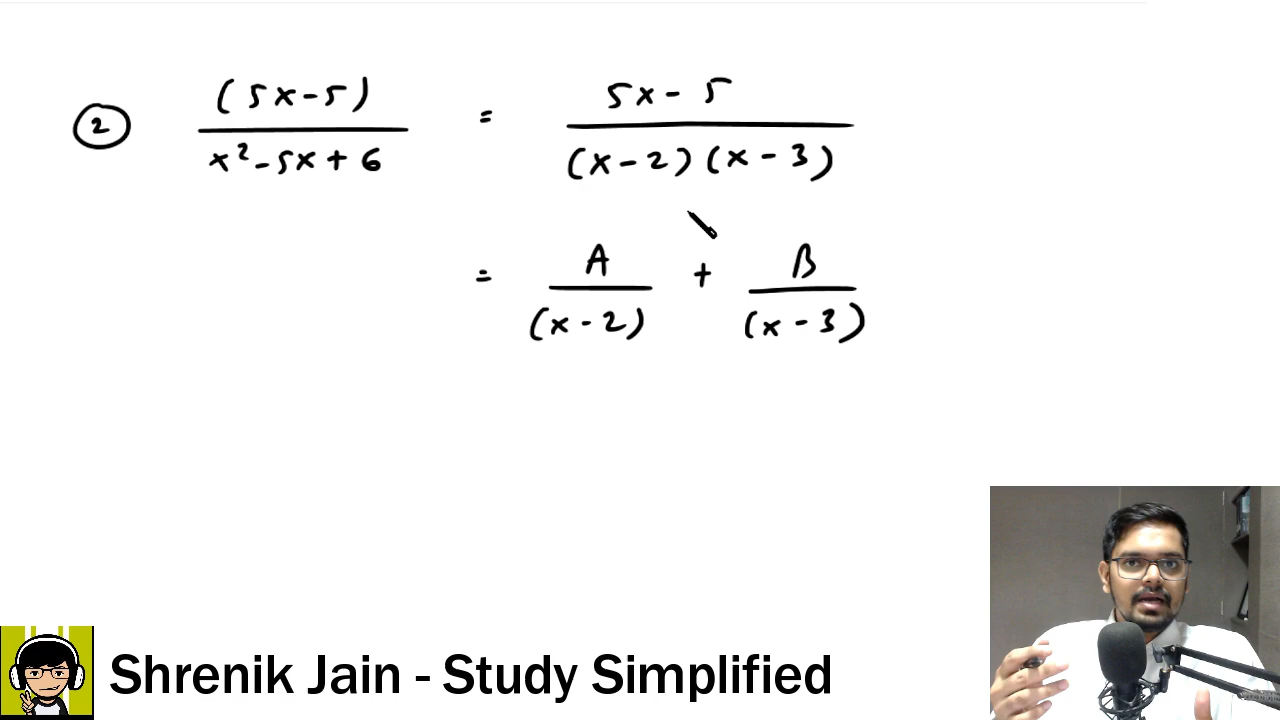 ② (5x-5) / x²-5x+6 = 5x-5 / (x-2)(x-3)
= A / (x-2) + B / (x-3)
Shrenik Jain - Study Simplified